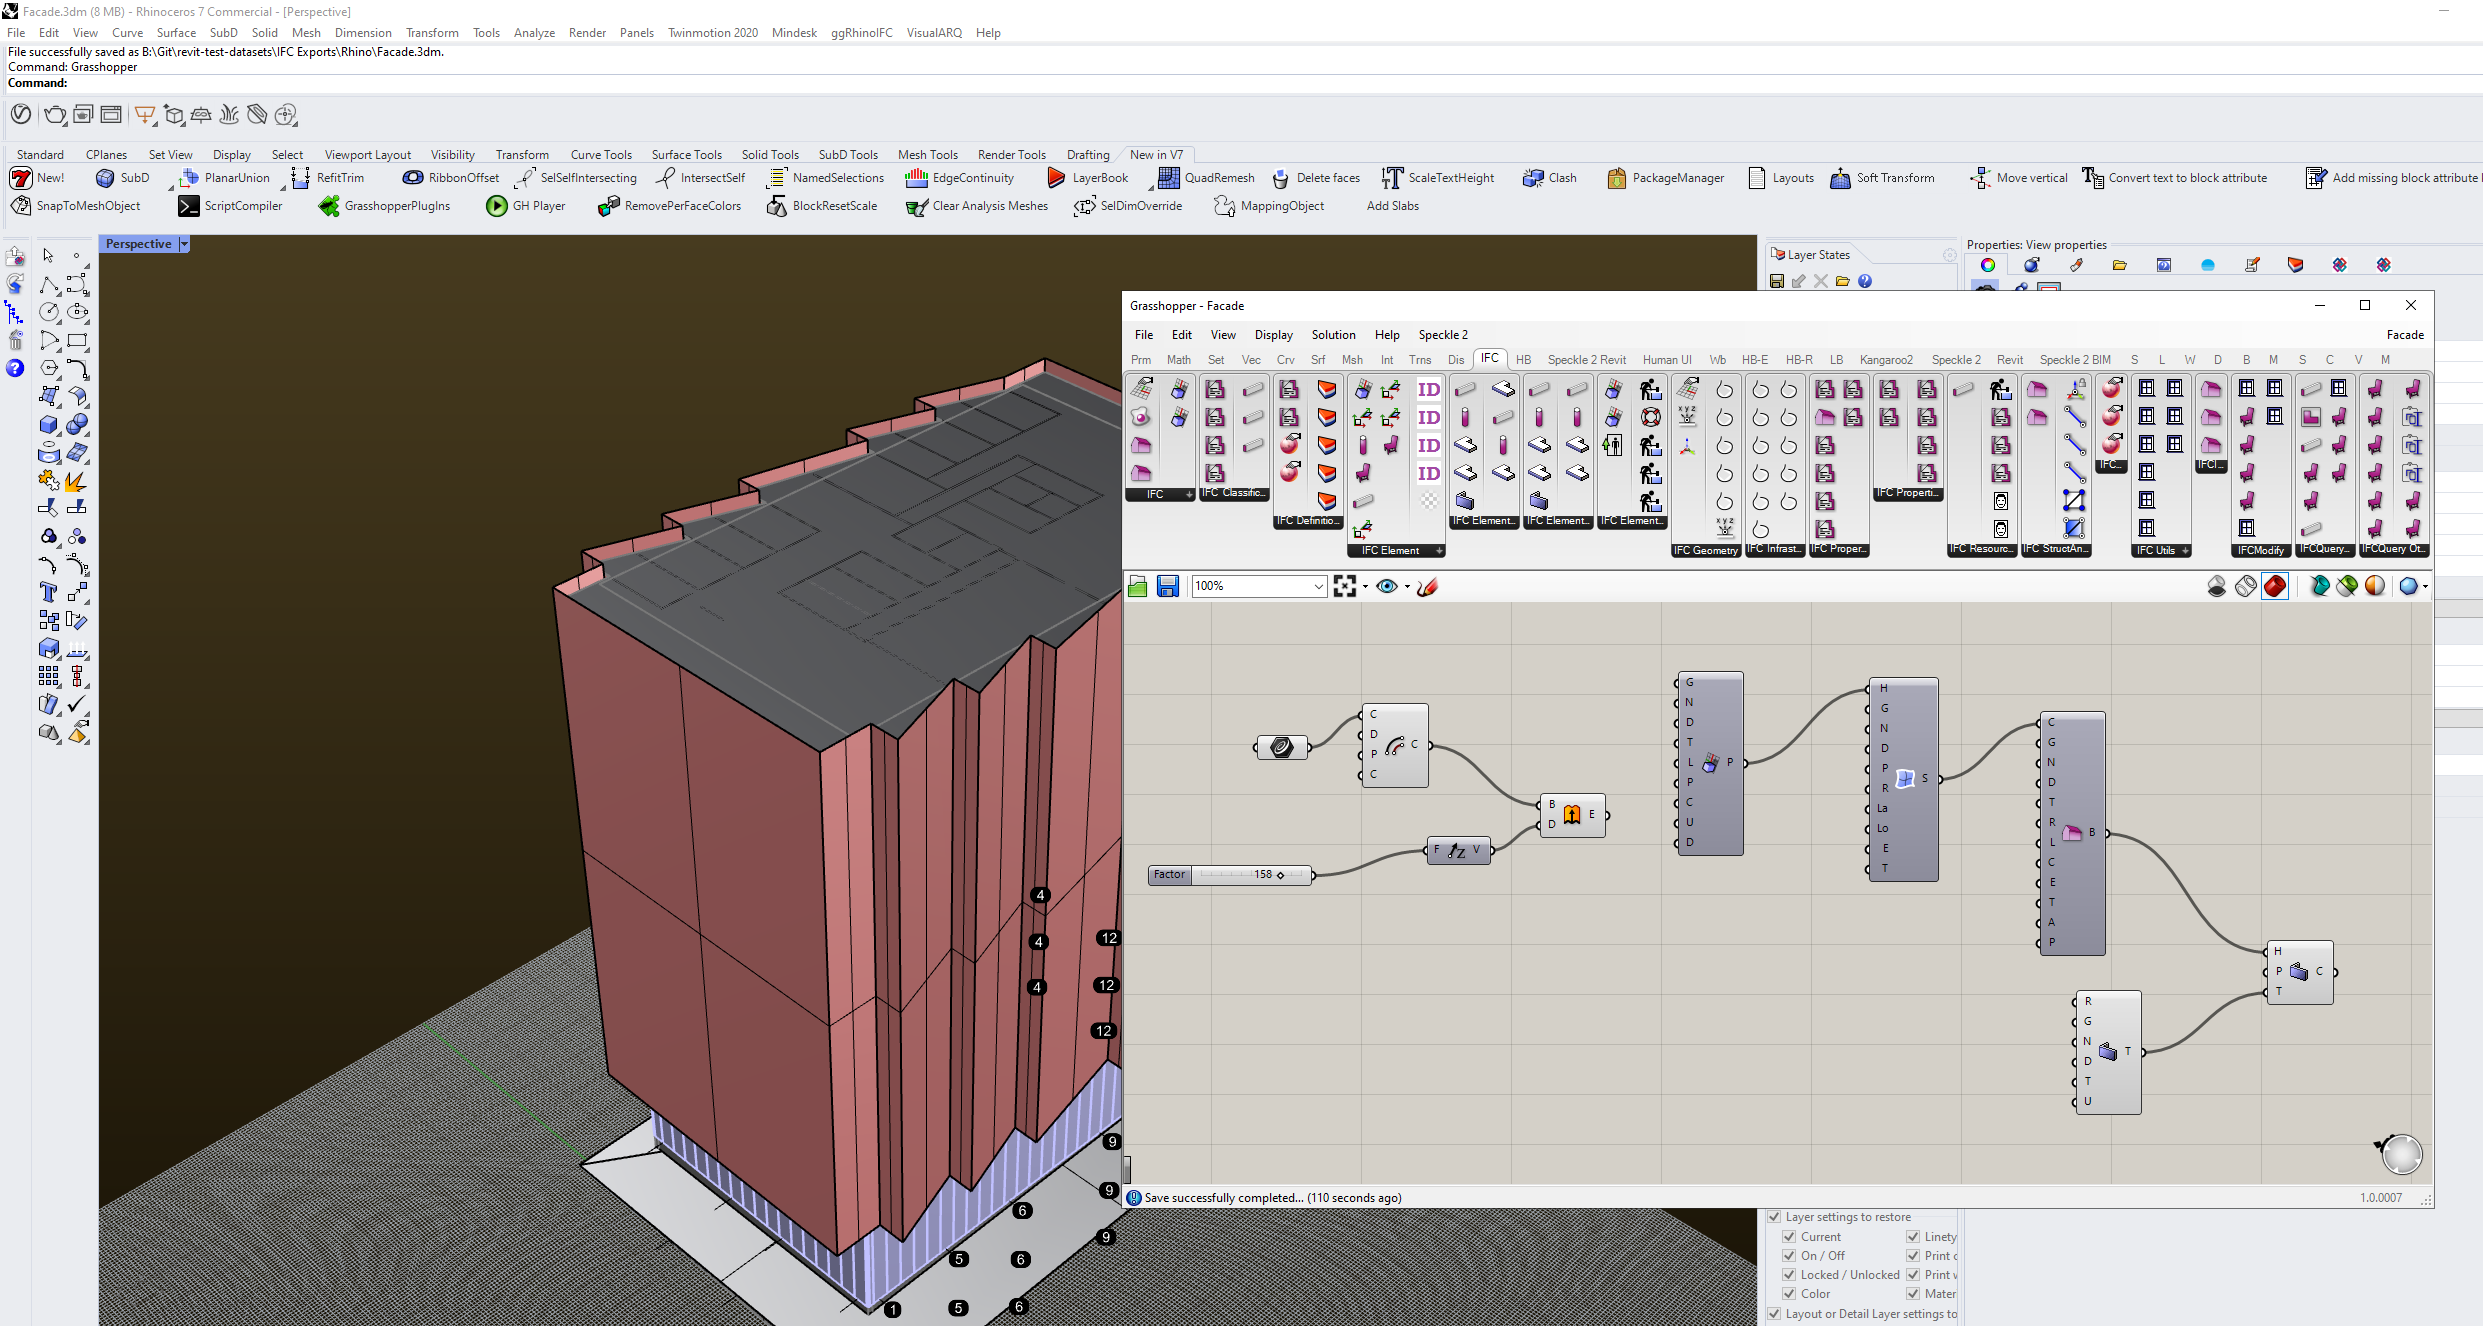 Facade.3dm (8 MB) - Rhinoceros 7 Commercial - [Perspective]
File Edit View Curve Surface SubD Solid Mesh Dimension Transform Tools Analyze Render Panels Twinmotion 2020 Mindesk ggRhinoIFC VisualARQ Help
File successfully saved as B:\Git\revit-test-datasets\IFC Exports\Rhino\Facade.3dm.
Command: Grasshopper
Command:
Standard CPlanes Set View Display Select Viewport Layout Visibility Transform Curve Tools Surface Tools Solid Tools SubD Tools Mesh Tools Render Tools Drafting New in V7
New! SubD PlanarUnion RefitTrim RibbonOffset SelSelfIntersecting IntersectSelf NamedSelections EdgeContinuity LayerBook QuadRemesh Delete faces ScaleTextHeight Clash PackageManager Layouts Soft Transform Move vertical Convert text to block attribute Add missing block attribute
SnapToMeshObject ScriptCompiler GrasshopperPlugIns GH Player RemovePerFaceColors BlockResetScale Clear Analysis Meshes SelDimOverride MappingObject Add Slabs
Perspective
Layer States
Properties: View properties
Grasshopper - Facade
File Edit View Display Solution Help Speckle 2 Facade
Prm Math Set Vec Crv Srf Msh Int Trns Dis IFC HB Speckle 2 Revit Human UI Wb HB-E HB-R LB Kangaroo2 Speckle 2 Revit Speckle 2 BIM S L W D B M S C V M
ID
ID
ID
ID
xyz
xyz
IFC
IFC Classific...
IFC Definitio...
IFC Element
IFC Element...
IFC Element...
IFC Element...
IFC Geometry
IFC Infrast...
IFC Proper...
IFC Properti...
IFC Resourc...
IFC StructAn...
IFC...
IFC Utils
IFCI...
IFCModify
IFCQuery...
IFCQuery Ot...
100%
C
D
P
C
C
B
D
E
Factor 158
F Z V
G
N
D
T
L
P
C
U
D
P
H
G
N
D
P
R
La
Lo
E
T
S
C
G
N
D
T
R
L
C
E
T
A
P
B
H
P
T
C
R
G
N
D
T
U
T
4
4
4
12
12
12
9
9
9
6
6
6
5
5
1
Save successfully completed... (110 seconds ago)
1.0.0007
Layer settings to restore
Current
On / Off
Locked / Unlocked
Color
Print
Print
Layout or Detail Layer settings to